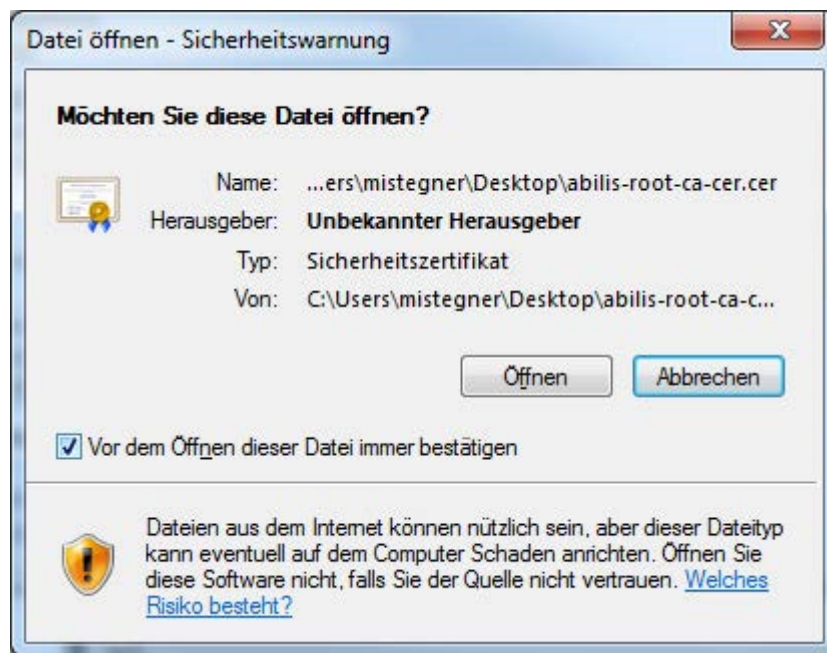 Datei öffnen - Sicherheitswarnung
Möchten Sie diese Datei öffnen?
Name: ...ers\mistegner\Desktop\abilis-root-ca-cer.cer
Herausgeber: Unbekannter Herausgeber
Typ: Sicherheitszertifikat
Von: C:\Users\mistegner\Desktop\abilis-root-ca-c...
Öffnen Abbrechen
Vor dem Öffnen dieser Datei immer bestätigen
Dateien aus dem Internet können nützlich sein, aber dieser Dateityp
kann eventuell auf dem Computer Schaden anrichten. Öffnen Sie
diese Software nicht, falls Sie der Quelle nicht vertrauen. Welches
Risiko besteht?